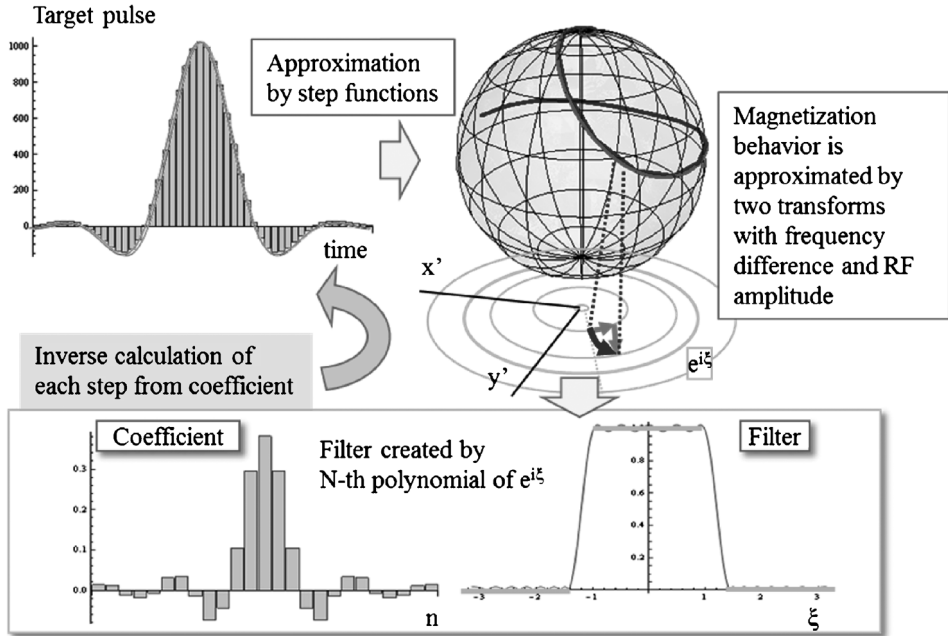 Target pulse
1000
800
600
400
200
0
time
Approximation
by step functions
Magnetization
behavior is
approximated by
two transforms
with frequency
difference and RF
amplitude
x'
y'
e^{iξ}
Inverse calculation of
each step from coefficient
Coefficient
0.3
0.2
0.1
0.0
n
Filter created by
N-th polynomial of e^{iξ}
Filter
0.8
0.6
0.4
0.2
-3 -2 -1 0 1 2 3
ξ